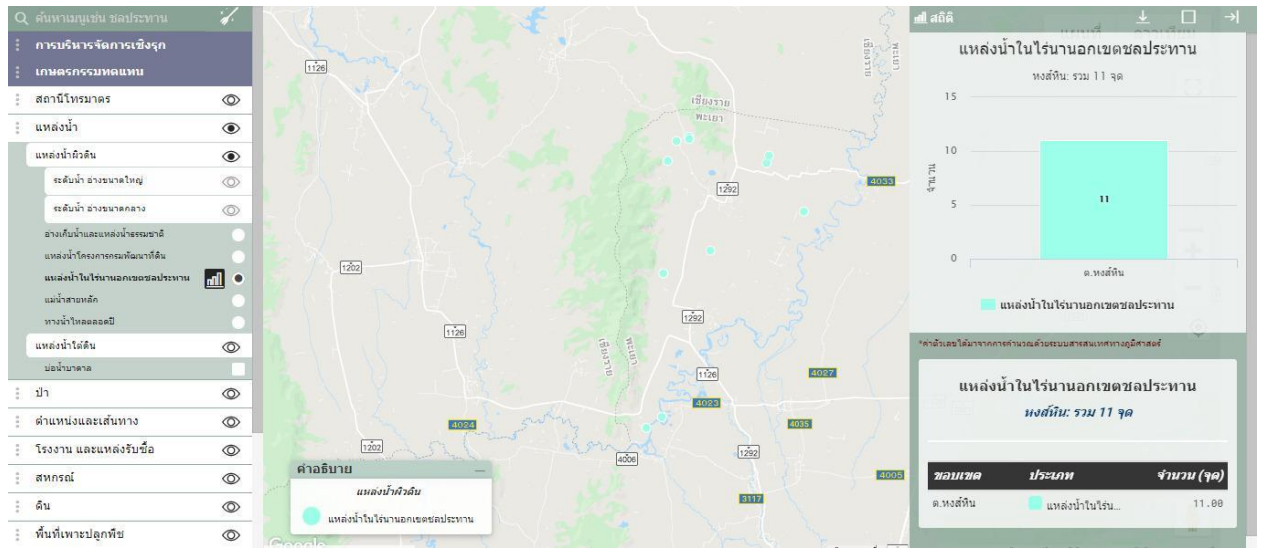 ค้นหาเมนูเช่น ชลประทาน
การบริหารจัดการเชิงรุก
เกษตรกรรมทดแทน
สถานีโทรมาตร
แหล่งน้ำ
แหล่งน้ำผิวดิน
ระดับน้ำ อ่างขนาดใหญ่
ระดับน้ำ อ่างขนาดกลาง
อ่างเก็บน้ำและแหล่งน้ำธรรมชาติ
แหล่งน้ำโครงการกรมพัฒนาที่ดิน
แหล่งน้ำในไร่นานอกเขตชลประทาน
แม่น้ำสายหลัก
ทางน้ำไหลตลอดปี
แหล่งน้ำใต้ดิน
บ่อน้ำบาดาล
ป่า
ตำแหน่งและเส้นทาง
โรงงาน และแหล่งรับซื้อ
สหกรณ์
ดิน
พื้นที่เพาะปลูกพืช
1126
เชียงราย
พะเยา
เชียงราย
พะเยา
4033
1292
1202
1292
1126
เชียงราย
พะเยา
1126
4027
4023
4024
4035
1202
4006
1292
4005
3117
คำอธิบาย
แหล่งน้ำผิวดิน
แหล่งน้ำในไร่นานอกเขตชลประทาน
Google
สถิติ
แหล่งน้ำในไร่นานอกเขตชลประทาน
หงส์หิน: รวม 11 จุด
15
10
5
0
จำนวน
11
ต.หงส์หิน
แหล่งน้ำในไร่นานอกเขตชลประทาน
*ค่าตัวเลขได้มาจากการคำนวณด้วยระบบสารสนเทศทางภูมิศาสตร์
แหล่งน้ำในไร่นานอกเขตชลประทาน
หงส์หิน: รวม 11 จุด
ขอบเขต ประเภท จำนวน (จุด)
ต.หงส์หิน แหล่งน้ำในไร่น... 11.00